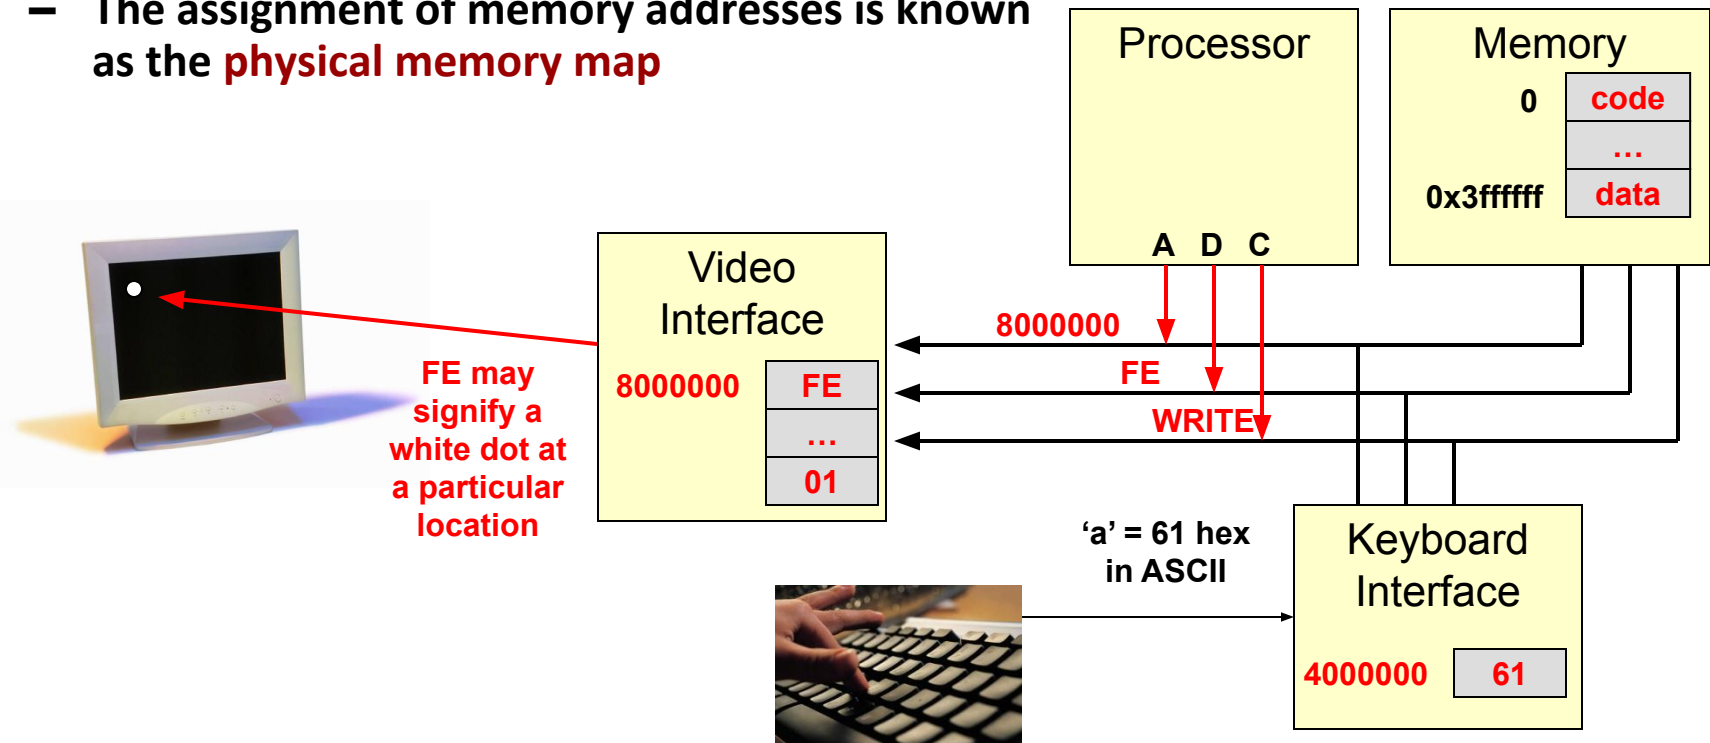 – The assignment of memory addresses is known
as the physical memory map
Processor
A D C
Memory
0 code
...
0x3ffffff data
Video
Interface
8000000 FE
...
01
8000000
FE
WRITE
FE may
signify a
white dot at
a particular
location
‘a’ = 61 hex
in ASCII
Keyboard
Interface
4000000 61